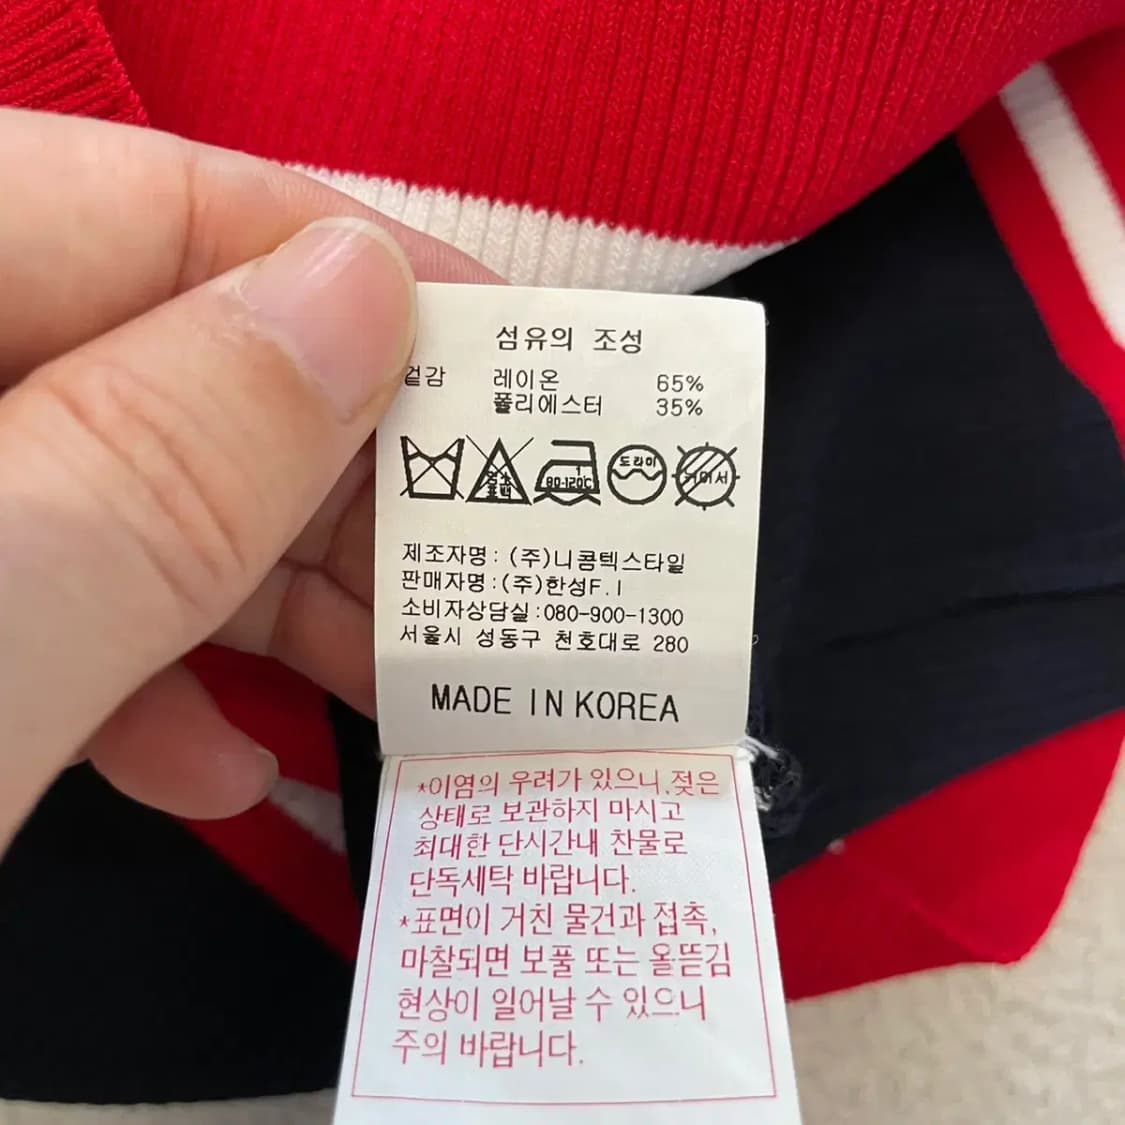 섬유의 조성
겉감 레이온 65%
폴리에스터 35%
염소표백
80-120℃
드라이
제조자명:(주)니콤텍스타일
판매자명:(주)한성F.I
소비자상담실:080-900-1300
서울시 성동구 천호대로 280
MADE IN KOREA
*이염의 우려가 있으니,젖은
상태로 보관하지 마시고
최대한 단시간내 찬물로
단독세탁 바랍니다.
*표면이 거친 물건과 접촉,
마찰되면 보풀 또는 올뜯김
현상이 일어날 수 있으니
주의 바랍니다.